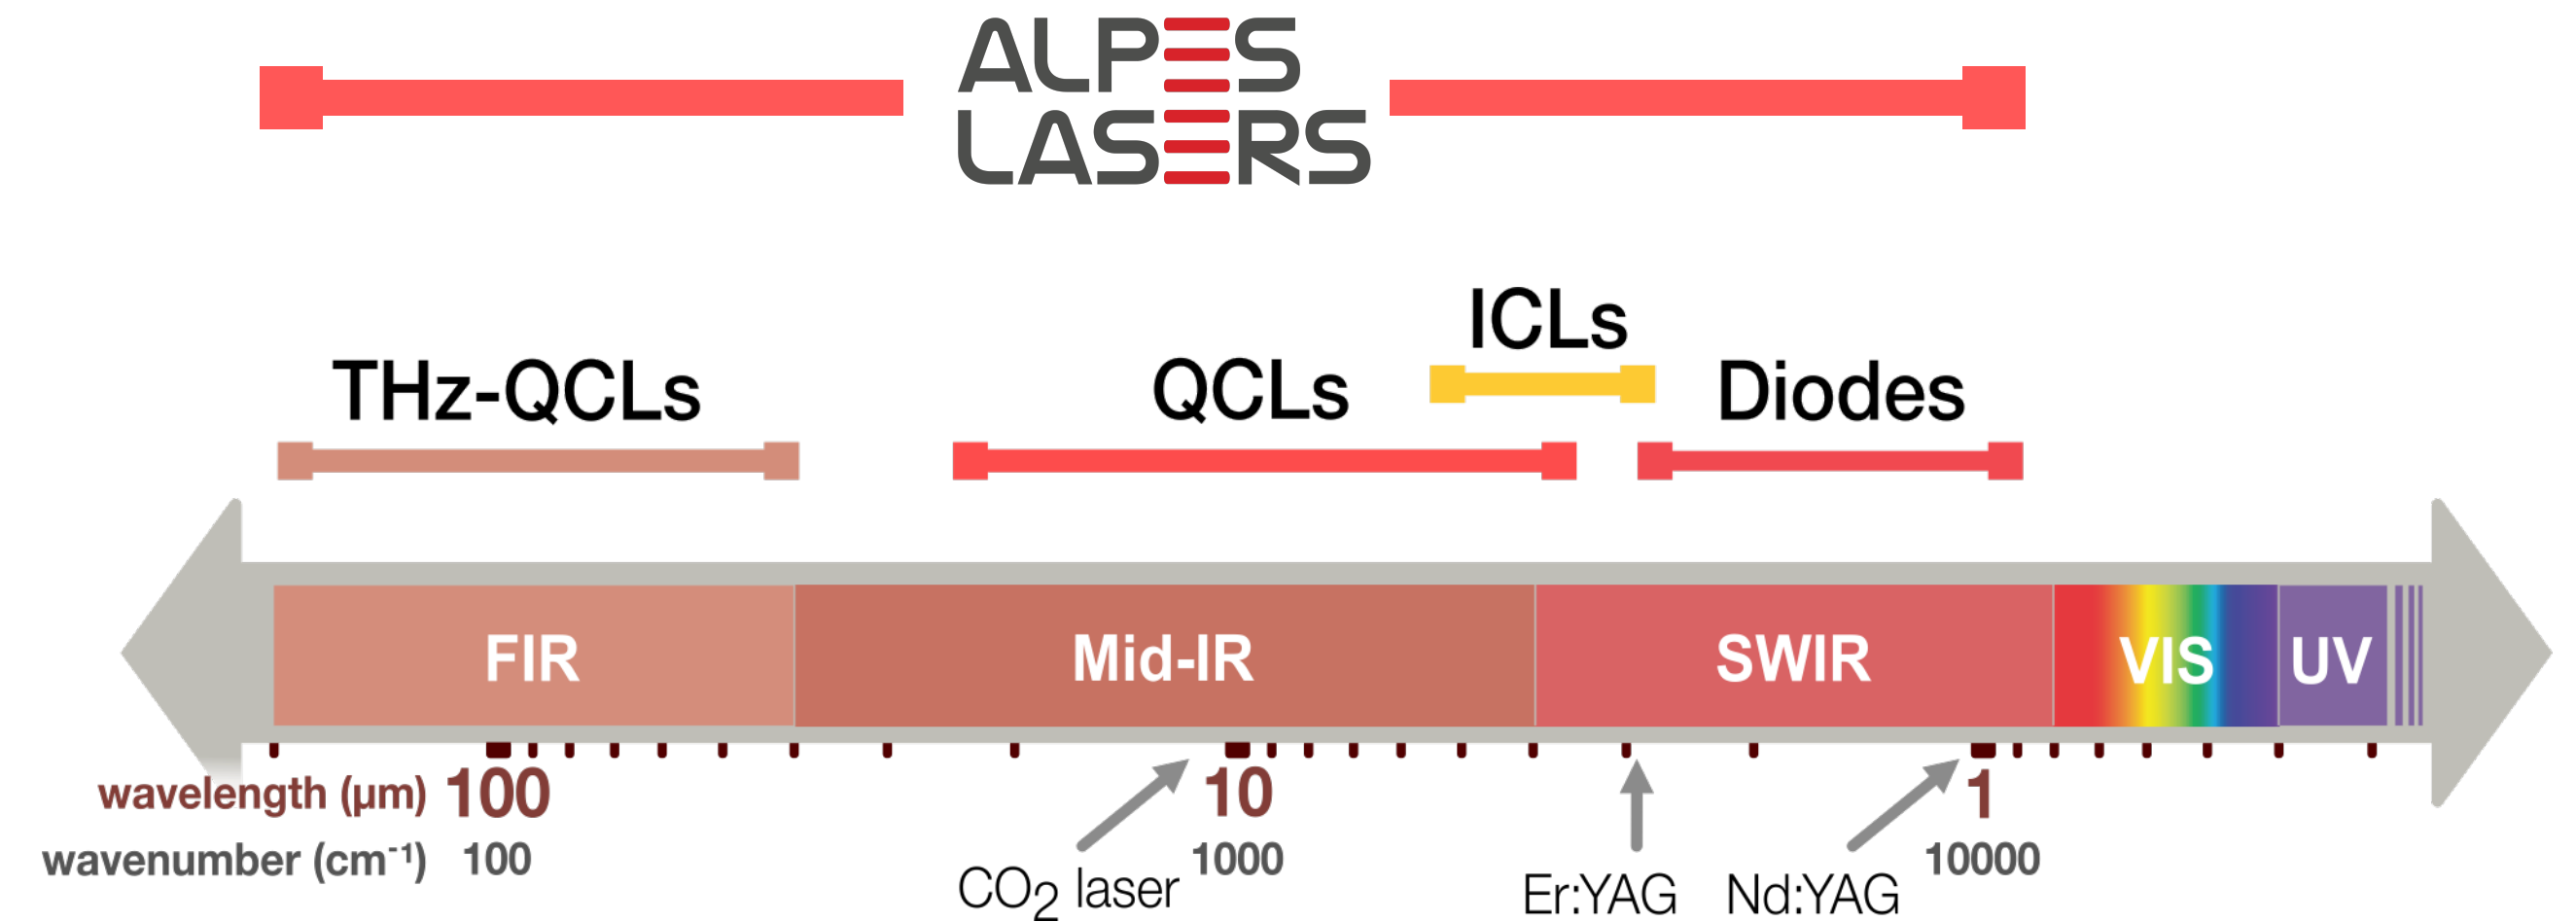 ALPES
LASERS
ICLs
THz-QCLs QCLs Diodes
FIR Mid-IR SWIR VIS UV
wavelength (µm) 100 10 1
wavenumber (cm⁻¹) 100 1000 10000
CO₂ laser Er:YAG Nd:YAG